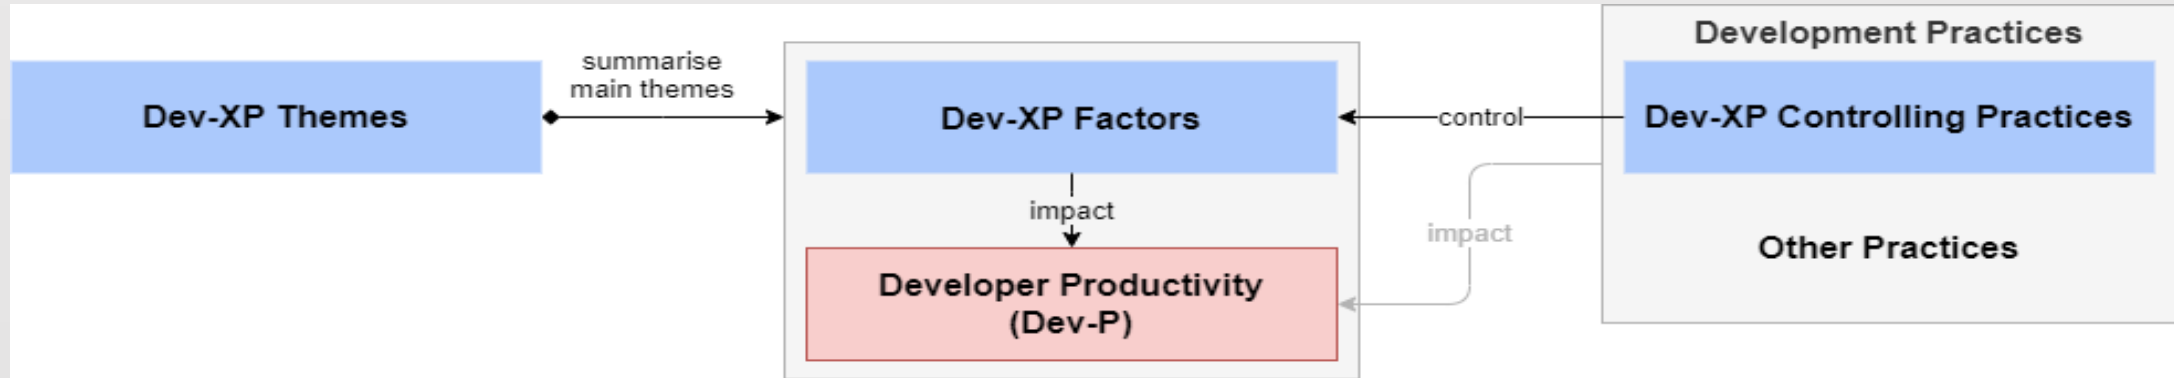 Development Practices
summarise
main themes
Dev-XP Themes
Dev-XP Factors
control
Dev-XP Controlling Practices
impact
impact
Other Practices
Developer Productivity
(Dev-P)